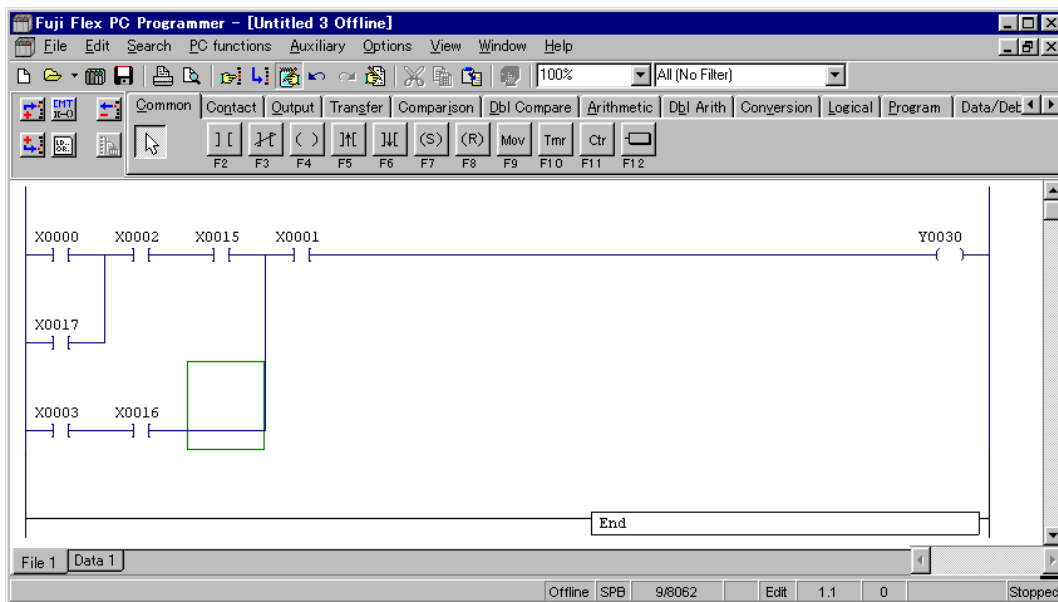 Fuji Flex PC Programmer - [Untitled 3 Offline]
File Edit Search PC functions Auxiliary Options View Window Help
100% All (No Filter)
CMT Common Contact Output Transfer Comparison Dbl Compare Arithmetic Dbl Arith Conversion Logical Program Data/Det
(S) (R) Mov Tmr Ctr
F2 F3 F4 F5 F6 F7 F8 F9 F10 F11 F12
X0000 X0002 X0015 X0001 Y0030
X0017
X0003 X0016
End
File 1 Data 1
Offline SPB 9/8062 Edit 1.1 0 Stopped